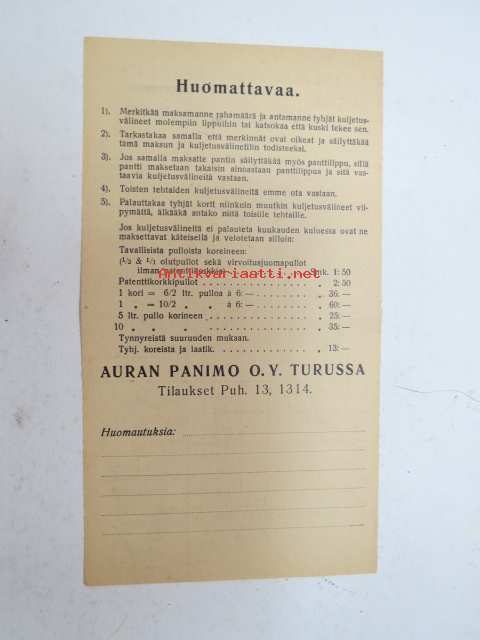 Huomattavaa.
1). Merkitkää maksamanne rahamäärä ja antamanne tyhjät kuljetus-
välineet molempiin lippuihin tai katsokaa että kuski tekee sen.
2). Tarkastakaa samalla että merkinnät ovat oikeat ja säilyttäkää
tämä maksun ja kuljetusvälinetilin todisteeksi.
3). Jos samalla maksatte pantin säilyttäkää myös panttilippu, sillä
pantti maksetaan takaisin ainoastaan panttilippua ja sitä vas-
taavia kuljetusvälineitä vastaan.
4). Toisten tehtaiden kuljetusvälineitä emme ota vastaan.
5). Palauttakaa tyhjät korit niinkuin muutkin kuljetusvälineet vii-
pymättä, älkääkä antako mitä toisille tehtaille.
Jos kuljetusvälineitä ei palauteta kuukauden kuluessa ovat ne
maksettavat käteisellä ja velotetaan silloin:
Tavallisista pulloista koreineen:
(1/2 & 1/1 olutpullot sekä virvoitusjuomapullot
ilman Smk. 1:50
Antikvariaatti.net
Patenttikorkkipullot . . . . . . . . . . . „ 2:50
1 kori = 6/2 ltr. pulloa à 6:— . . . . . . „ 36:—
1 „ = 10/2 „ „ à 6:— . . . . . . „ 60:—
5 ltr. pullo korineen . . . . . . . . . . „ 25:—
10 „ „ „ . . . . . . . . . . „ 35:—
Tynnyreistä suuruuden mukaan.
Tyhj. koreista ja laatik. . . . . . . . . . „ 13:—
AURAN PANIMO O.Y. TURUSSA
Tilaukset Puh. 13, 1314.
Huomautuksia: